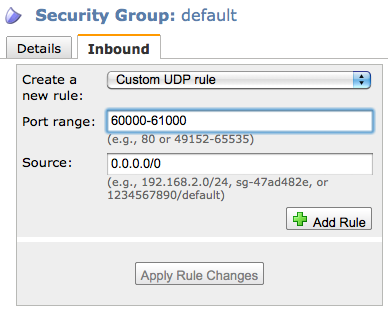 Security Group: default
Details Inbound
Create a new rule: Custom UDP rule
Port range: 60000-61000
(e.g., 80 or 49152-65535)
Source: 0.0.0.0/0
(e.g., 192.168.2.0/24, sg-47ad482e, or
1234567890/default)
Add Rule
Apply Rule Changes